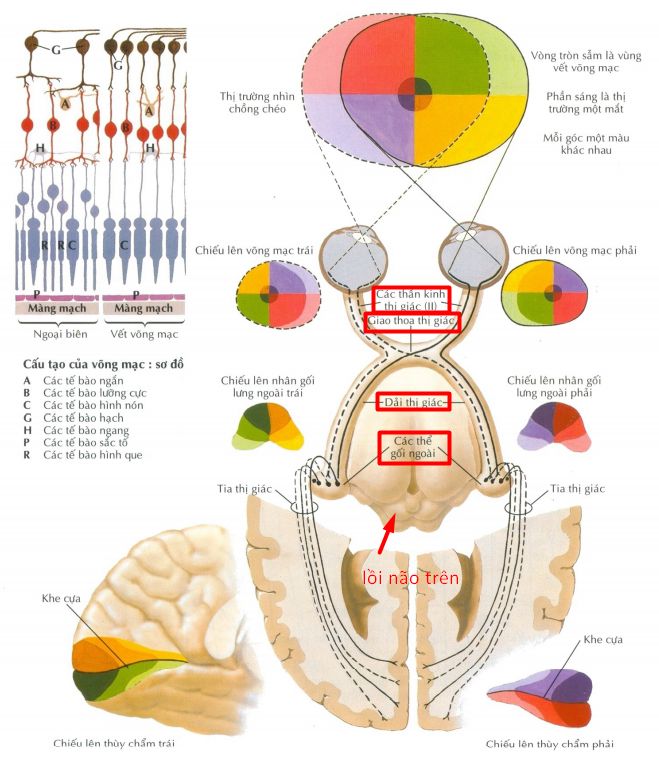 G
G
A
A
B
B
H
H
R
R
C
C
P
P
Màng mạch
Màng mạch
Ngoại biên
Vết võng mạc
Cấu tạo của võng mạc : sơ đồ
A Các tế bào ngắn
B Các tế bào lưỡng cực
C Các tế bào hình nón
G Các tế bào hạch
H Các tế bào ngang
P Các tế bào sắc tố
R Các tế bào hình que
Thị trường nhìn
chồng chéo
Vòng tròn sẫm là vùng
vết võng mạc
Phần sáng là thị
trường một mắt
Mỗi góc một màu
khác nhau
Chiếu lên võng mạc trái
Chiếu lên võng mạc phải
Các thần kinh
thị giác (II)
Giao thoa thị giác
Chiếu lên nhân gối
lưng ngoài trái
Dải thị giác
Chiếu lên nhân gối
lưng ngoài phải
Các thể
gối ngoài
Tia thị giác
Tia thị giác
lồi não trên
Khe cựa
Khe cựa
Chiếu lên thùy chẩm trái
Chiếu lên thùy chẩm phải